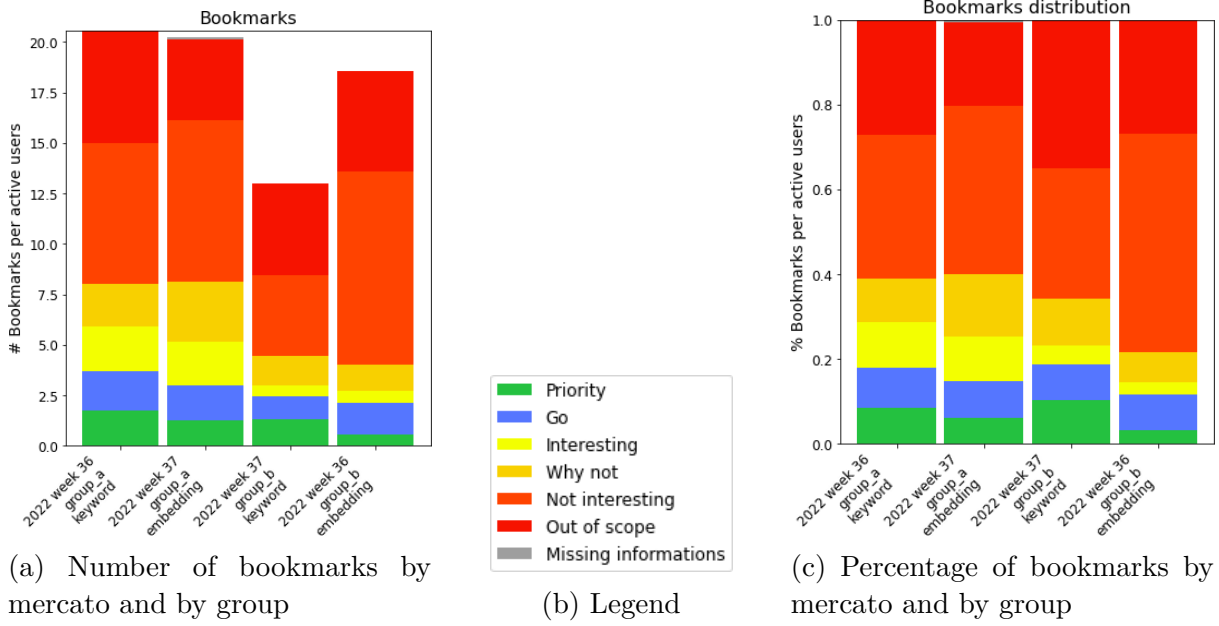 Bookmarks
# Bookmarks per active users
20.0
17.5
15.0
12.5
10.0
7.5
5.0
2.5
0.0
2022 week 36
group_a
keyword
2022 week 37
group_a
embedding
2022 week 37
group_b
keyword
2022 week 36
group_b
embedding
(a) Number of bookmarks by
mercato and by group
Priority
Go
Interesting
Why not
Not interesting
Out of scope
Missing informations
(b) Legend
Bookmarks distribution
% Bookmarks per active users
1.0
0.8
0.6
0.4
0.2
0.0
2022 week 36
group_a
keyword
2022 week 37
group_a
embedding
2022 week 37
group_b
keyword
2022 week 36
group_b
embedding
(c) Percentage of bookmarks by
mercato and by group